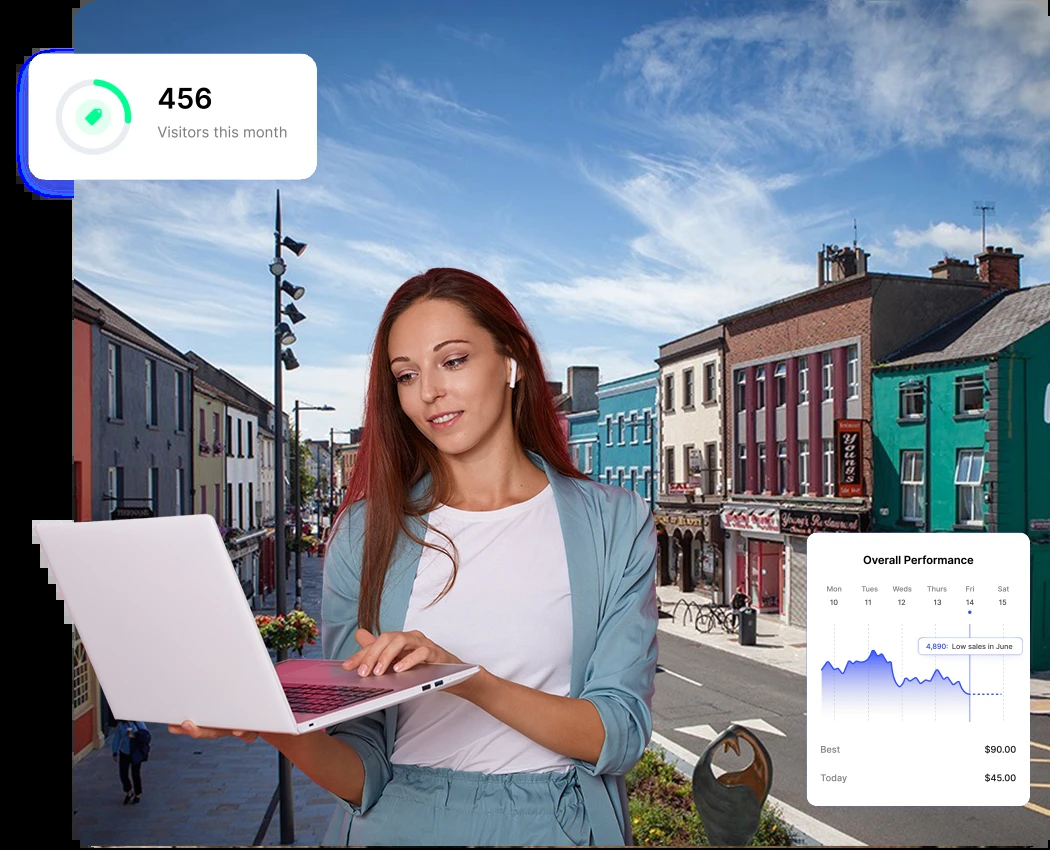 456
Visitors this month
Young's
Young's Restaurant
Overall Performance
Mon Tues Weds Thurs Fri Sat
10 11 12 13 14 15
4,890: Low sales in June
Best $90.00
Today $45.00